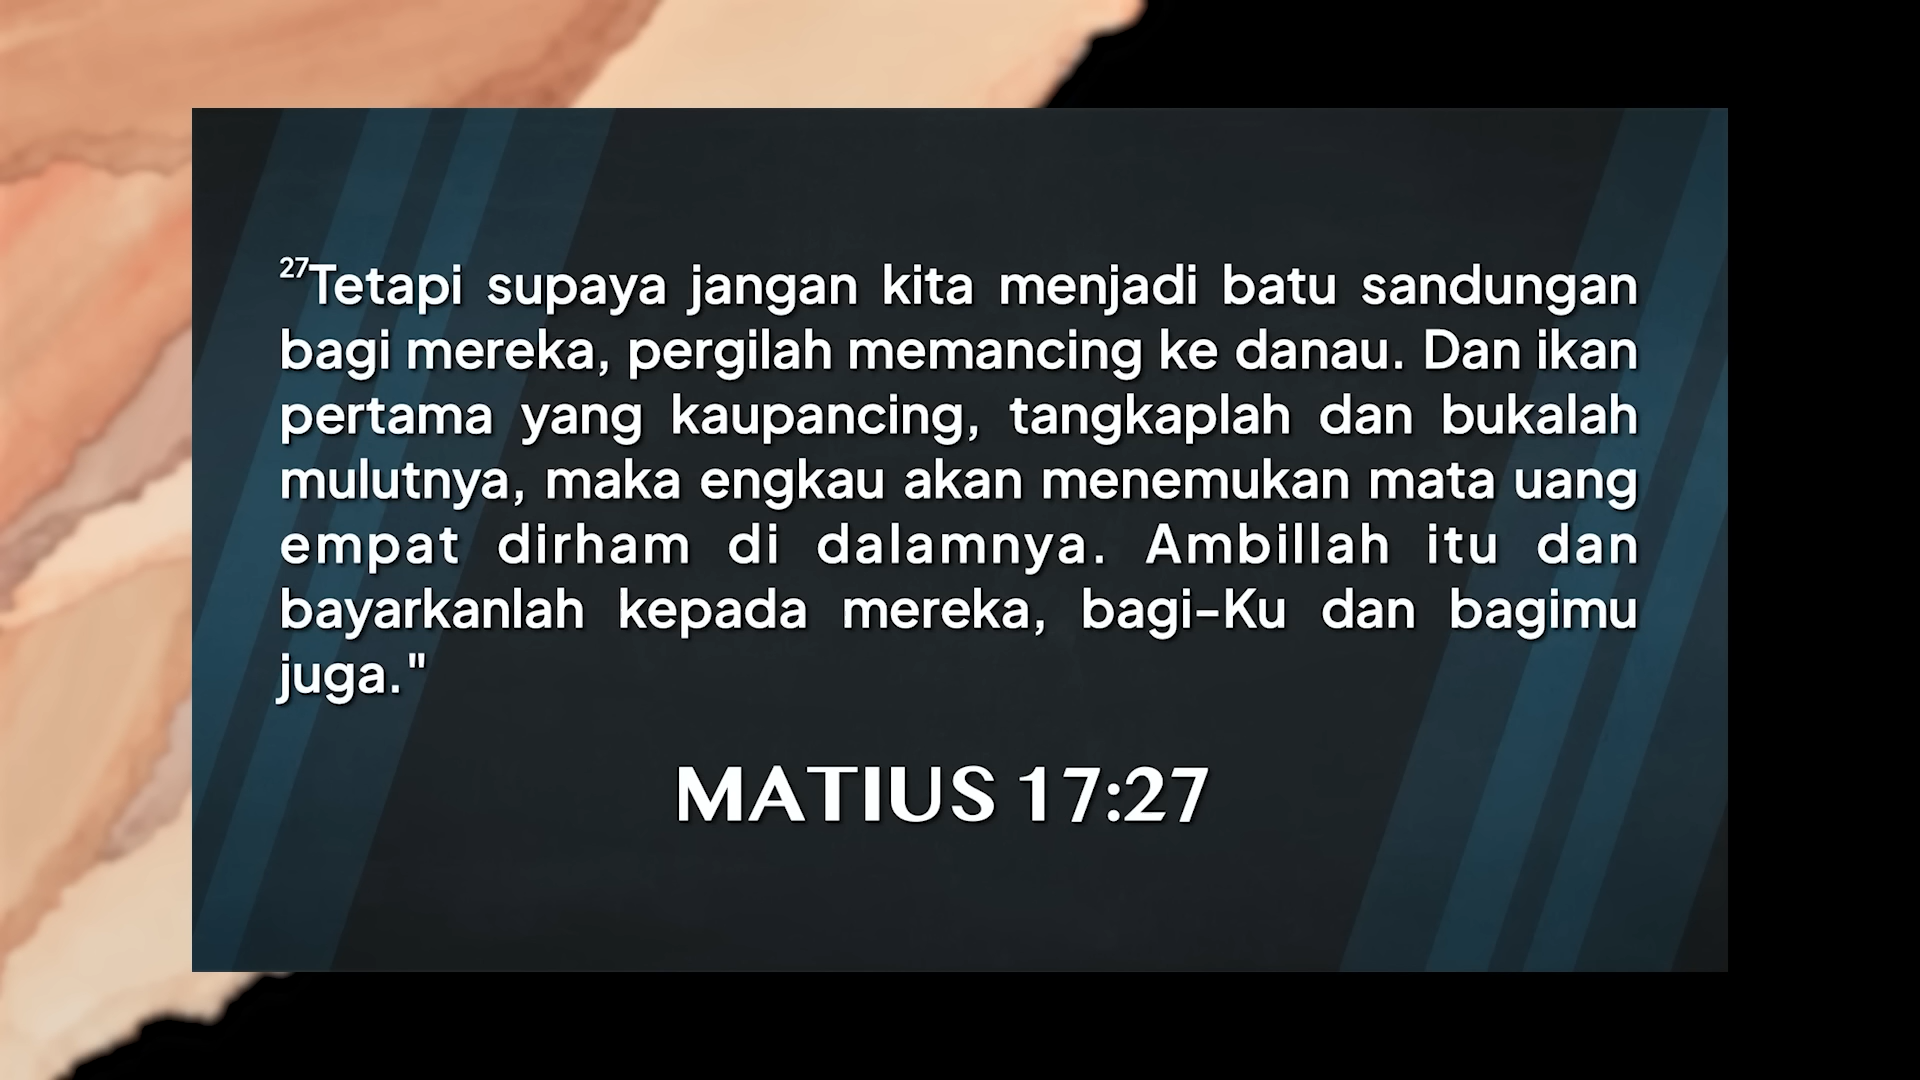 27Tetapi supaya jangan kita menjadi batu sandungan
bagi mereka, pergilah memancing ke danau. Dan ikan
pertama yang kaupancing, tangkaplah dan bukalah
mulutnya, maka engkau akan menemukan mata uang
empat dirham di dalamnya. Ambillah itu dan
bayarkanlah kepada mereka, bagi-Ku dan bagimu
juga."
MATIUS 17:27